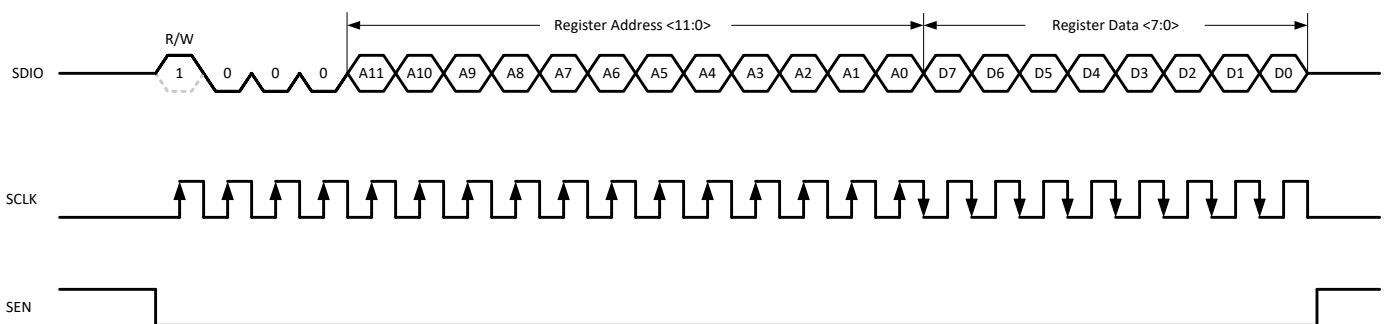 Register Address <11:0> Register Data <7:0>
R/W
SDIO 1 0 0 0 A11 A10 A9 A8 A7 A6 A5 A4 A3 A2 A1 A0 D7 D6 D5 D4 D3 D2 D1 D0
SCLK
SEN